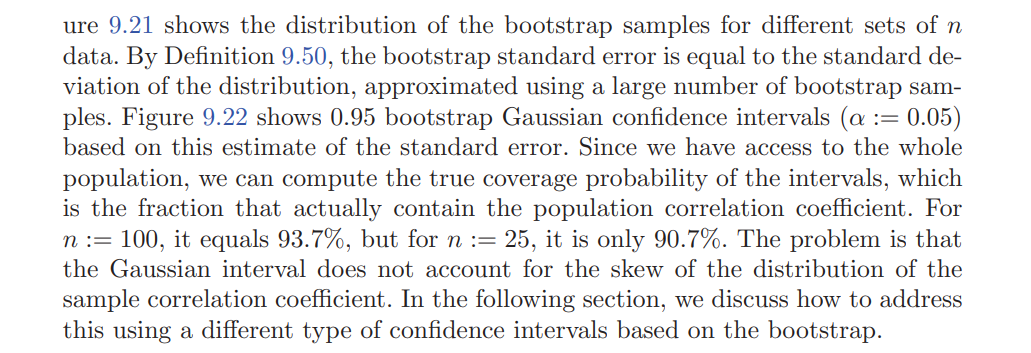 ure 9.21 shows the distribution of the bootstrap samples for different sets of n
data. By Definition 9.50, the bootstrap standard error is equal to the standard de-
viation of the distribution, approximated using a large number of bootstrap sam-
ples. Figure 9.22 shows 0.95 bootstrap Gaussian confidence intervals (α := 0.05)
based on this estimate of the standard error. Since we have access to the whole
population, we can compute the true coverage probability of the intervals, which
is the fraction that actually contain the population correlation coefficient. For
n := 100, it equals 93.7%, but for n := 25, it is only 90.7%. The problem is that
the Gaussian interval does not account for the skew of the distribution of the
sample correlation coefficient. In the following section, we discuss how to address
this using a different type of confidence intervals based on the bootstrap.